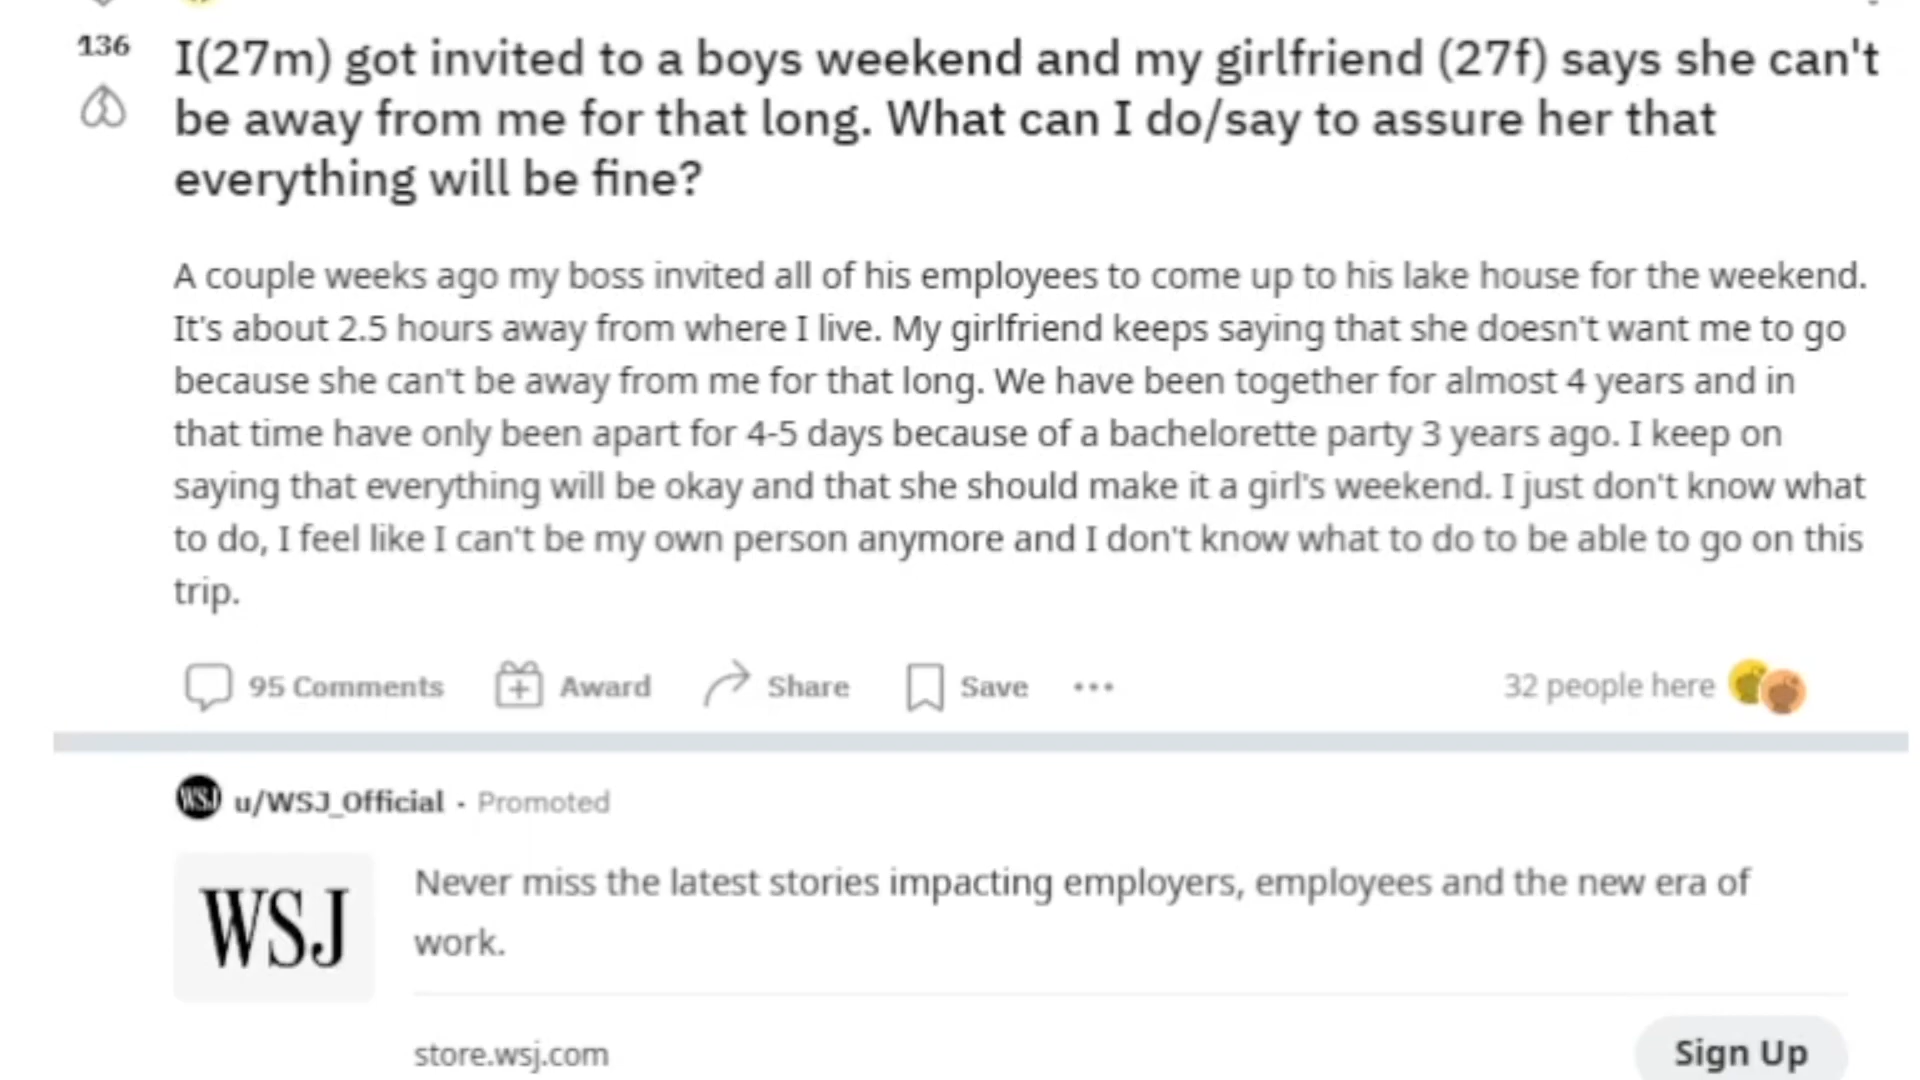 136
I(27m) got invited to a boys weekend and my girlfriend (27f) says she can't
be away from me for that long. What can I do/say to assure her that
everything will be fine?
A couple weeks ago my boss invited all of his employees to come up to his lake house for the weekend.
It's about 2.5 hours away from where I live. My girlfriend keeps saying that she doesn't want me to go
because she can't be away from me for that long. We have been together for almost 4 years and in
that time have only been apart for 4-5 days because of a bachelorette party 3 years ago. I keep on
saying that everything will be okay and that she should make it a girl's weekend. I just don't know what
to do, I feel like I can't be my own person anymore and I don't know what to do to be able to go on this
trip.
95 Comments Award Share Save ••• 32 people here
WSJ u/WSJ_Official · Promoted
WSJ
Never miss the latest stories impacting employers, employees and the new era of
work.
store.wsj.com
Sign Up